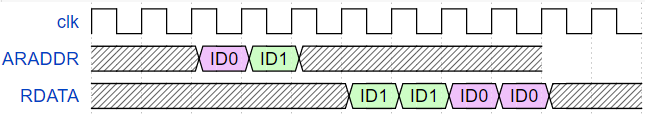 clk
ARADDR ID0 ID1
RDATA ID1 ID1 ID0 ID0